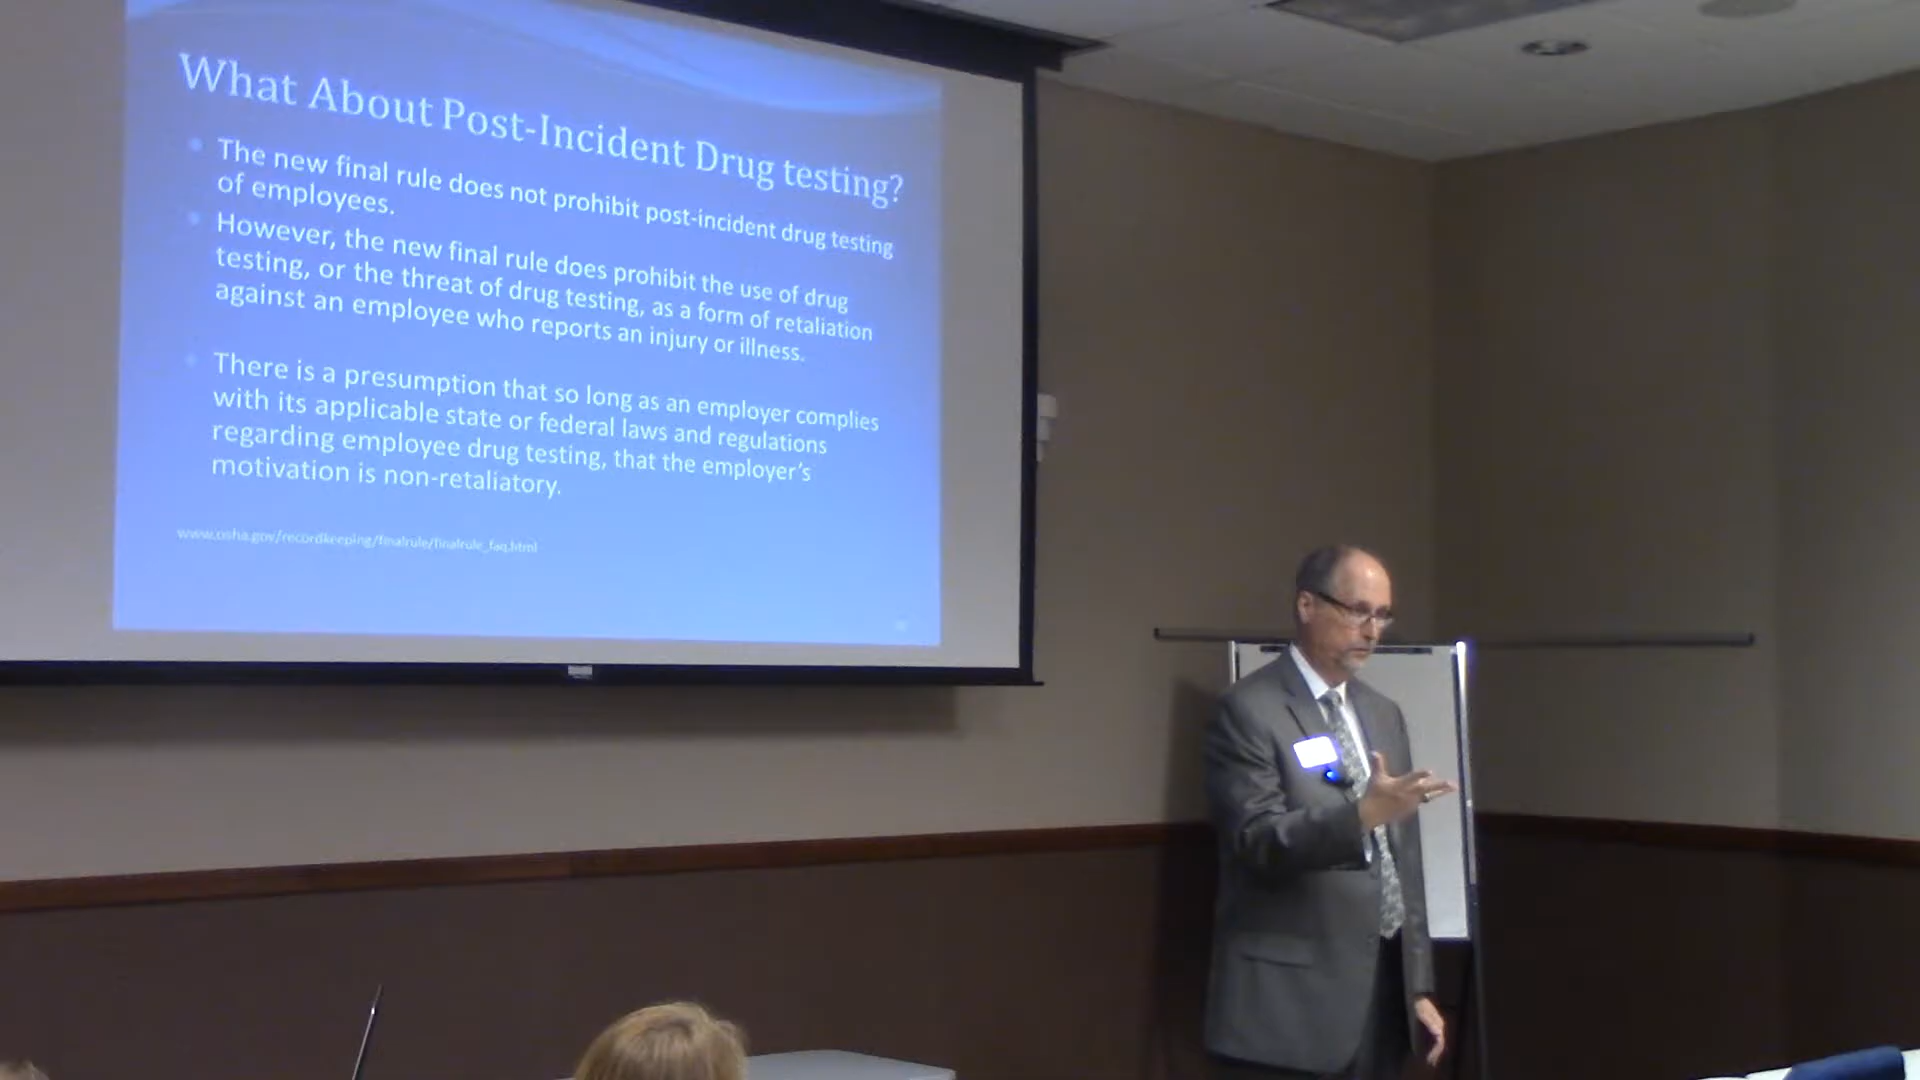 What About Post-Incident Drug testing?
The new final rule does not prohibit post-incident drug testing
of employees.
However, the new final rule does prohibit the use of drug
testing, or the threat of drug testing, as a form of retaliation
against an employee who reports an injury or illness.
There is a presumption that so long as an employer complies
with its applicable state or federal laws and regulations
regarding employee drug testing, that the employer's
motivation is non-retaliatory.
www.osha.gov/recordkeeping/finalrule/finalrule_faq.html